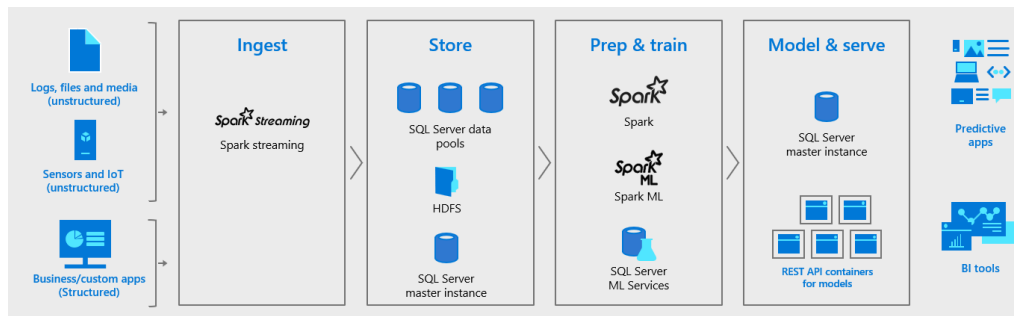 Logs, files and media
(unstructured)
Sensors and IoT
(unstructured)
Business/custom apps
(Structured)
Ingest
Spark Streaming
Spark streaming
Store
SQL Server data
pools
HDFS
SQL Server
master instance
Prep & train
Spark
Spark
Spark
ML
Spark ML
SQL Server
ML Services
Model & serve
SQL Server
master instance
REST API containers
for models
Predictive
apps
BI tools